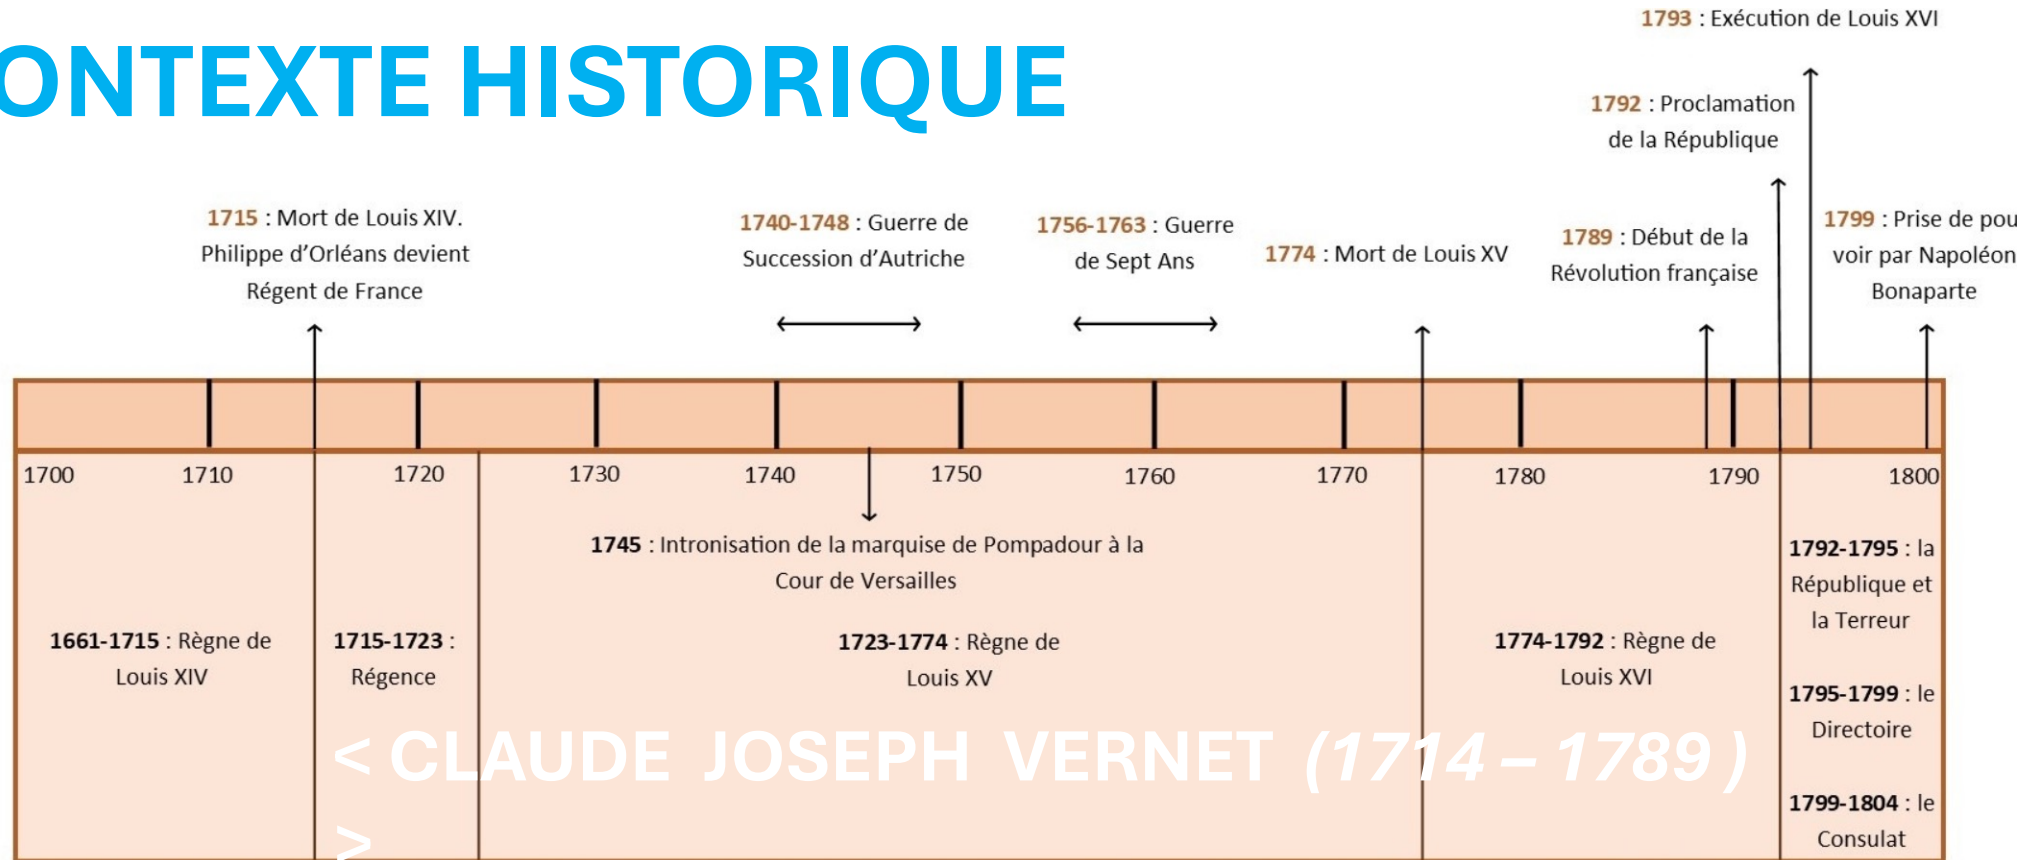 ONTEXTE HISTORIQUE
1793 : Exécution de Louis XVI
1792 : Proclamation
de la République
1715 : Mort de Louis XIV.
Philippe d’Orléans devient
Régent de France
1740-1748 : Guerre de
Succession d’Autriche
1756-1763 : Guerre
de Sept Ans
1774 : Mort de Louis XV
1789 : Début de la
Révolution française
1799 : Prise de pou
voir par Napoléon
Bonaparte
1700 1710 1720 1730 1740 1750 1760 1770 1780 1790 1800
1745 : Intronisation de la marquise de Pompadour à la
Cour de Versailles
1661-1715 : Règne de
Louis XIV
1715-1723 :
Régence
1723-1774 : Règne de
Louis XV
1774-1792 : Règne de
Louis XVI
1792-1795 : la
République et
la Terreur
1795-1799 : le
Directoire
1799-1804 : le
Consulat
< CLAUDE JOSEPH VERNET (1714 – 1789 )
>